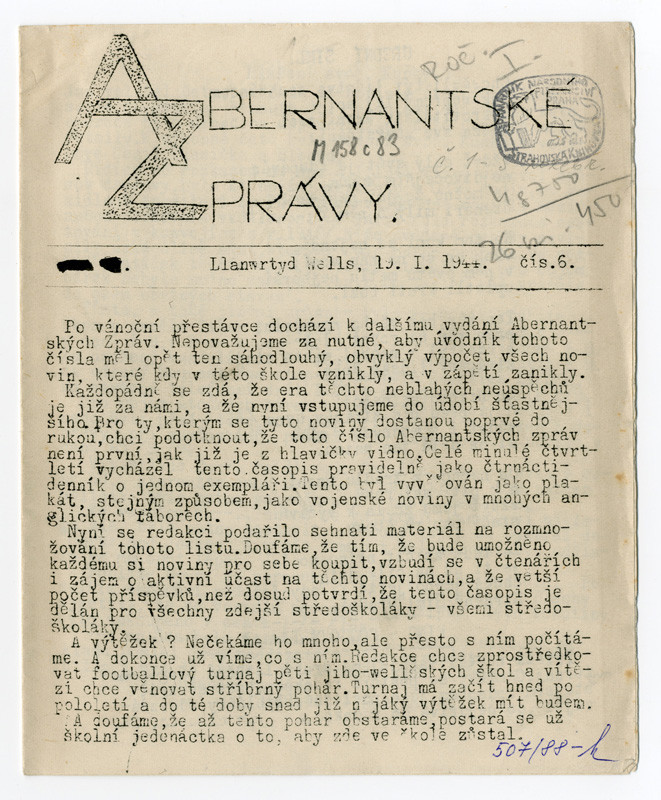 Roč. I.
ABERNANTSKÉ
M 158 c 83
STRAHOVSKÁ KNIHOVNA
č. 1-
ZPRÁVY.
48700
450
26
Llanwrtyd Wells, 19. I. 1944. čís.6.
Po vánoční přestávce dochází k dalšímu vydání Abernant-
ských Zpráv. Nepovažujeme za nutné, aby úvodník tohoto
čísla měl opět ten sáhodlouhý, obvyklý výpočet všech no-
vin, které kdy v této škole vznikly, a v zápětí zanikly.
Každopádně se zdá, že era těchto neblahých neúspěchů
je již za námi, a že nyní vstupujeme do údobí šťastněj-
šího. Pro ty, kterým se tyto noviny dostanou poprvé do
rukou, chci podotknout, že toto číslo Abernantských zpráv
není první, jak již je z hlavičky vidno. Celé minulé čtvrt-
letí vycházel tento časopis pravidelně jako čtrnácti-
denník o jednom exempláři. Tento byl vyvěšován jako pla-
kát, stejným způsobem, jako vojenské noviny v mnohých an-
glických táborech.
Nyní se redakci podařilo sehnati materiál na rozmno-
žování tohoto listu. Doufáme, že tím, že bude umožněno
každému si noviny pro sebe koupit, vzbudí se v čtenářích
i zájem o aktivní účast na těchto novinách, a že větší
počet příspěvků, než dosud potvrdí, že tento časopis je
dělán pro všechny zdejší středoškoláky - všemi středo-
školáky.
A výtěžek ? Nečekáme ho mnoho, ale přesto s ním počítá-
me. A dokonce už víme, co s ním. Redakce chce zprostředko-
vat footballový turnaj pěti jiho-wellšských škol a vítě-
zi chce věnovat stříbrný pohár. Turnaj má začít hned po
pololetí a do té doby snad již nějáký výtěžek mít budem.
A doufáme, že až tento pohár obstaráme, postará se už
školní jedenáctka o to, aby zde ve škole zůstal.
507/88-h